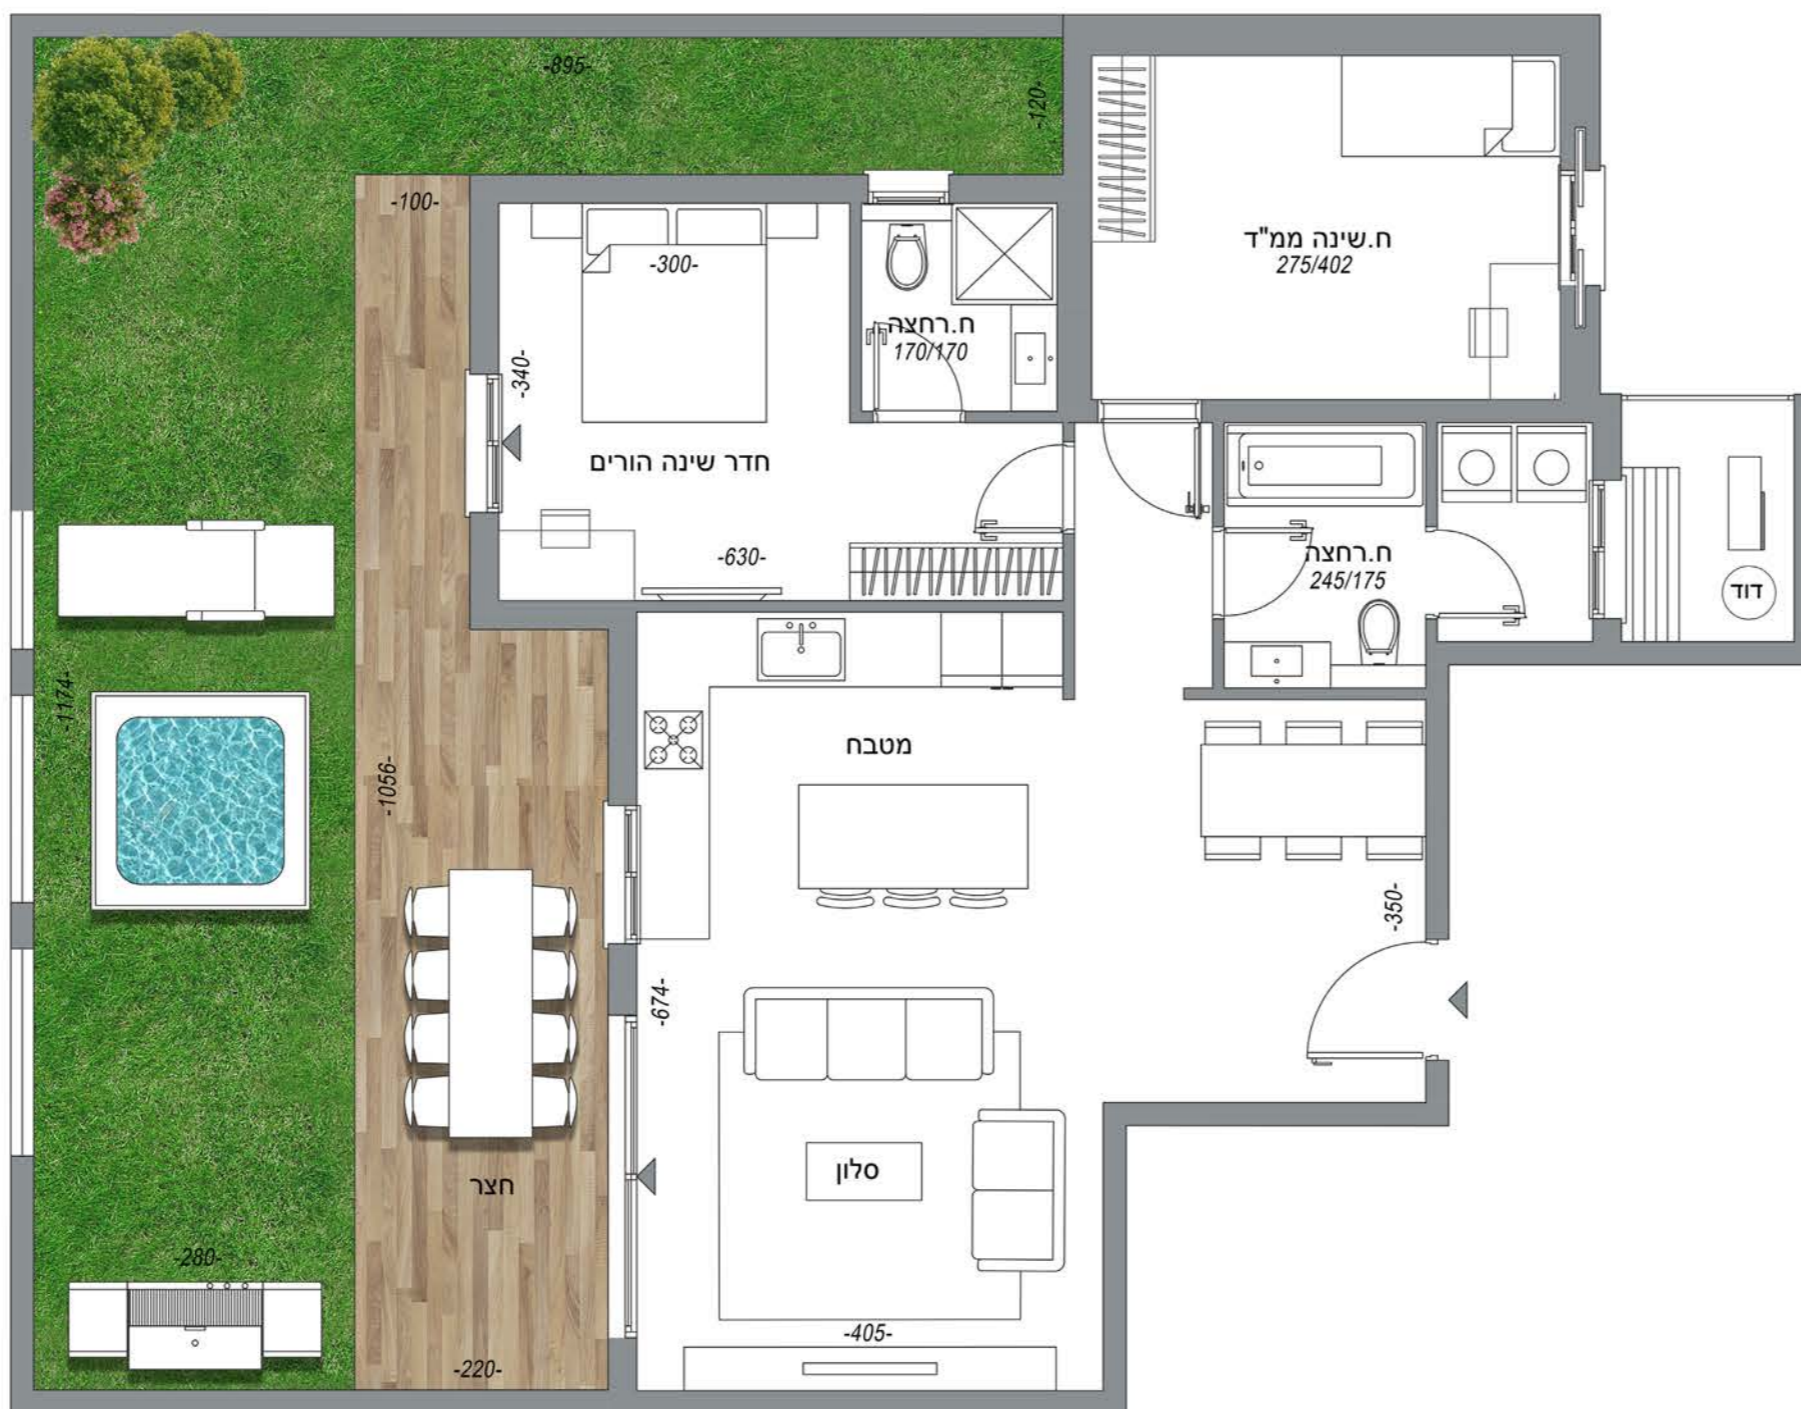 -895-
-120-
-100-
-300-
ח.שינה ממ"ד
275/402
ח.רחצה
170/170
-340-
חדר שינה הורים
-630-
ח.רחצה
245/175
דוד
-1174-
-1056-
מטבח
-350-
-674-
סלון
חצר
-280-
-405-
-220-